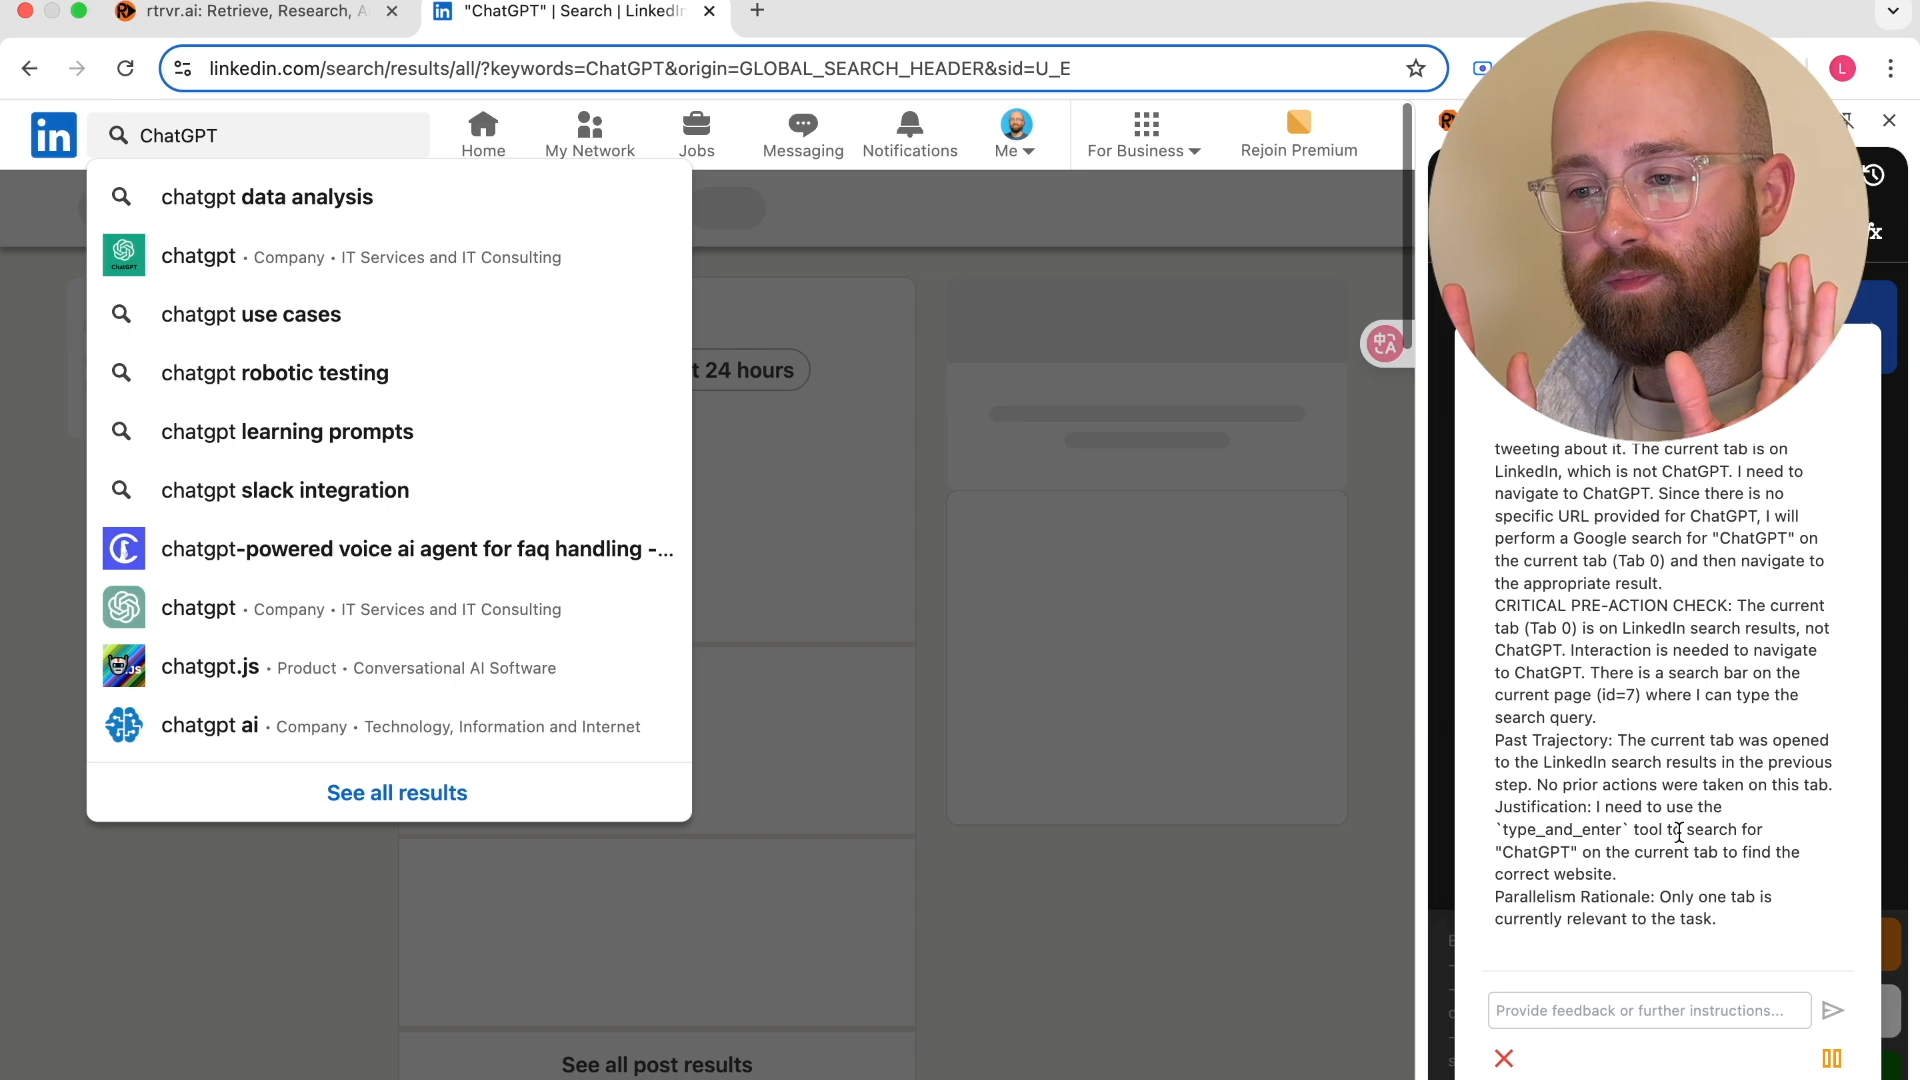 rtrvr.ai: Retrieve, Research, A
"ChatGPT" | Search | LinkedIn
linkedin.com/search/results/all/?keywords=ChatGPT&origin=GLOBAL_SEARCH_HEADER&sid=U_E
L
in
ChatGPT
Home
My Network
Jobs
Messaging
Notifications
Me
For Business
Rejoin Premium
chatgpt data analysis
chatgpt • Company • IT Services and IT Consulting
ChatGPT
chatgpt use cases
chatgpt robotic testing
chatgpt learning prompts
chatgpt slack integration
chatgpt-powered voice ai agent for faq handling -...
chatgpt • Company • IT Services and IT Consulting
chatgpt.js • Product • Conversational AI Software
chatgpt ai • Company • Technology, Information and Internet
See all results
t 24 hours
See all post results
tweeting about it. The current tab is on
LinkedIn, which is not ChatGPT. I need to
navigate to ChatGPT. Since there is no
specific URL provided for ChatGPT, I will
perform a Google search for "ChatGPT" on
the current tab (Tab 0) and then navigate to
the appropriate result.
CRITICAL PRE-ACTION CHECK: The current
tab (Tab 0) is on LinkedIn search results, not
ChatGPT. Interaction is needed to navigate
to ChatGPT. There is a search bar on the
current page (id=7) where I can type the
search query.
Past Trajectory: The current tab was opened
to the LinkedIn search results in the previous
step. No prior actions were taken on this tab.
Justification: I need to use the
`type_and_enter` tool to search for
"ChatGPT" on the current tab to find the
correct website.
Parallelism Rationale: Only one tab is
currently relevant to the task.
Provide feedback or further instructions...